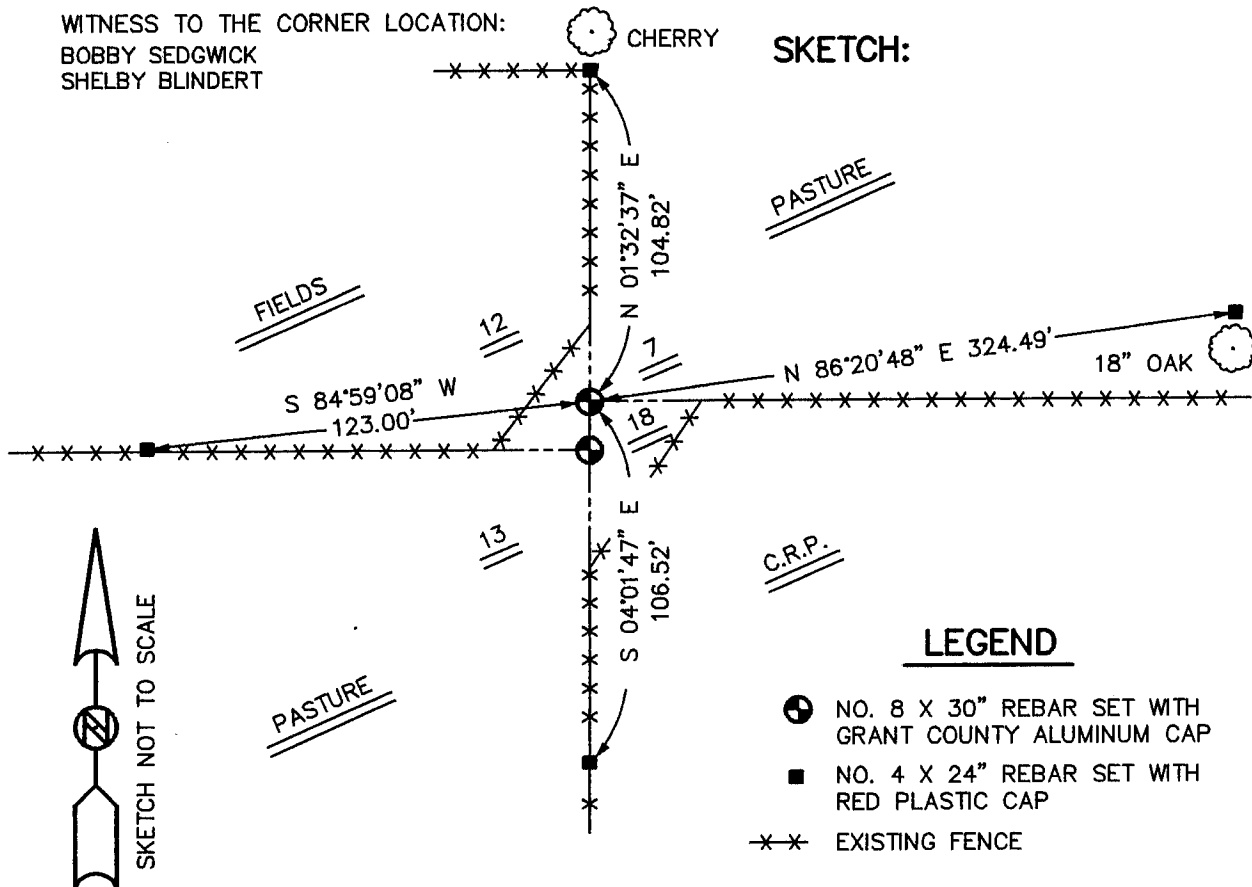 WITNESS TO THE CORNER LOCATION:
BOBBY SEDGWICK
SHELBY BLINDERT
CHERRY
SKETCH:
N 01°32'37" E
104.82'
PASTURE
FIELDS
12
7
N 86°20'48" E 324.49'
18" OAK
S 84°59'08" W
123.00'
18
13
S 04°01'47" E
106.52'
C.R.P.
PASTURE
N
SKETCH NOT TO SCALE
LEGEND
NO. 8 X 30" REBAR SET WITH
GRANT COUNTY ALUMINUM CAP
NO. 4 X 24" REBAR SET WITH
RED PLASTIC CAP
EXISTING FENCE